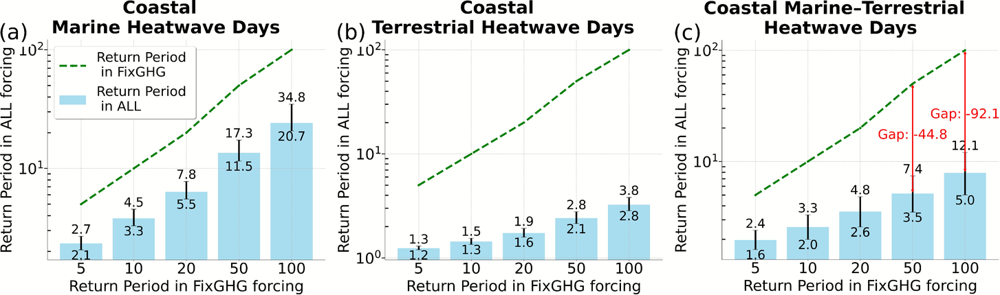 (a)
Coastal
Marine Heatwave Days
Return Period in ALL forcing
10²
10¹
Return Period
in FixGHG
Return Period
in ALL
2.7
2.1
4.5
3.3
7.8
5.5
17.3
11.5
34.8
20.7
5 10 20 50 100
Return Period in FixGHG forcing
(b)
Coastal
Terrestrial Heatwave Days
Return Period in ALL forcing
10²
10¹
10⁰
1.3
1.2
1.5
1.3
1.9
1.6
2.8
2.1
3.8
2.8
5 10 20 50 100
Return Period in FixGHG forcing
(c)
Coastal Marine–Terrestrial
Heatwave Days
Return Period in ALL forcing
10²
10¹
Gap: -44.8
Gap: -92.1
2.4
1.6
3.3
2.0
4.8
2.6
7.4
3.5
12.1
5.0
5 10 20 50 100
Return Period in FixGHG forcing